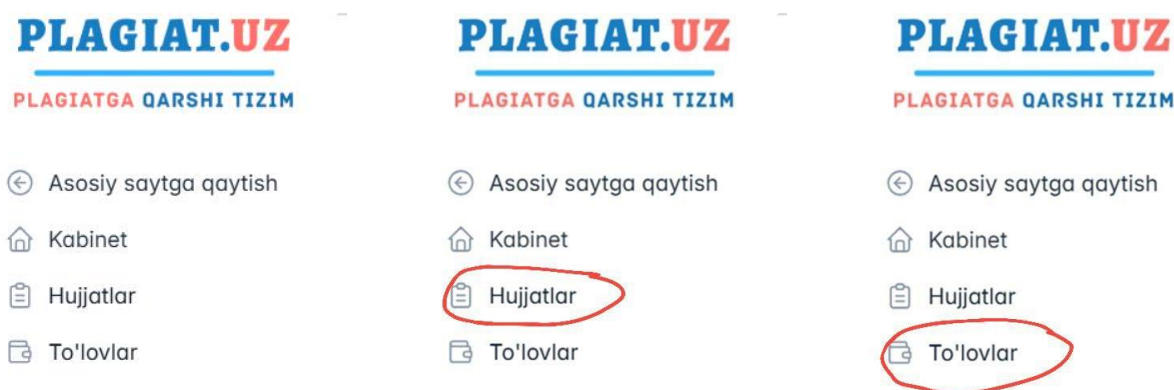 PLAGIAT.UZ
PLAGIATGA QARSHI TIZIM
Asosiy saytga qaytish
Kabinet
Hujjatlar
To'lovlar
PLAGIAT.UZ
PLAGIATGA QARSHI TIZIM
Asosiy saytga qaytish
Kabinet
Hujjatlar
To'lovlar
PLAGIAT.UZ
PLAGIATGA QARSHI TIZIM
Asosiy saytga qaytish
Kabinet
Hujjatlar
To'lovlar